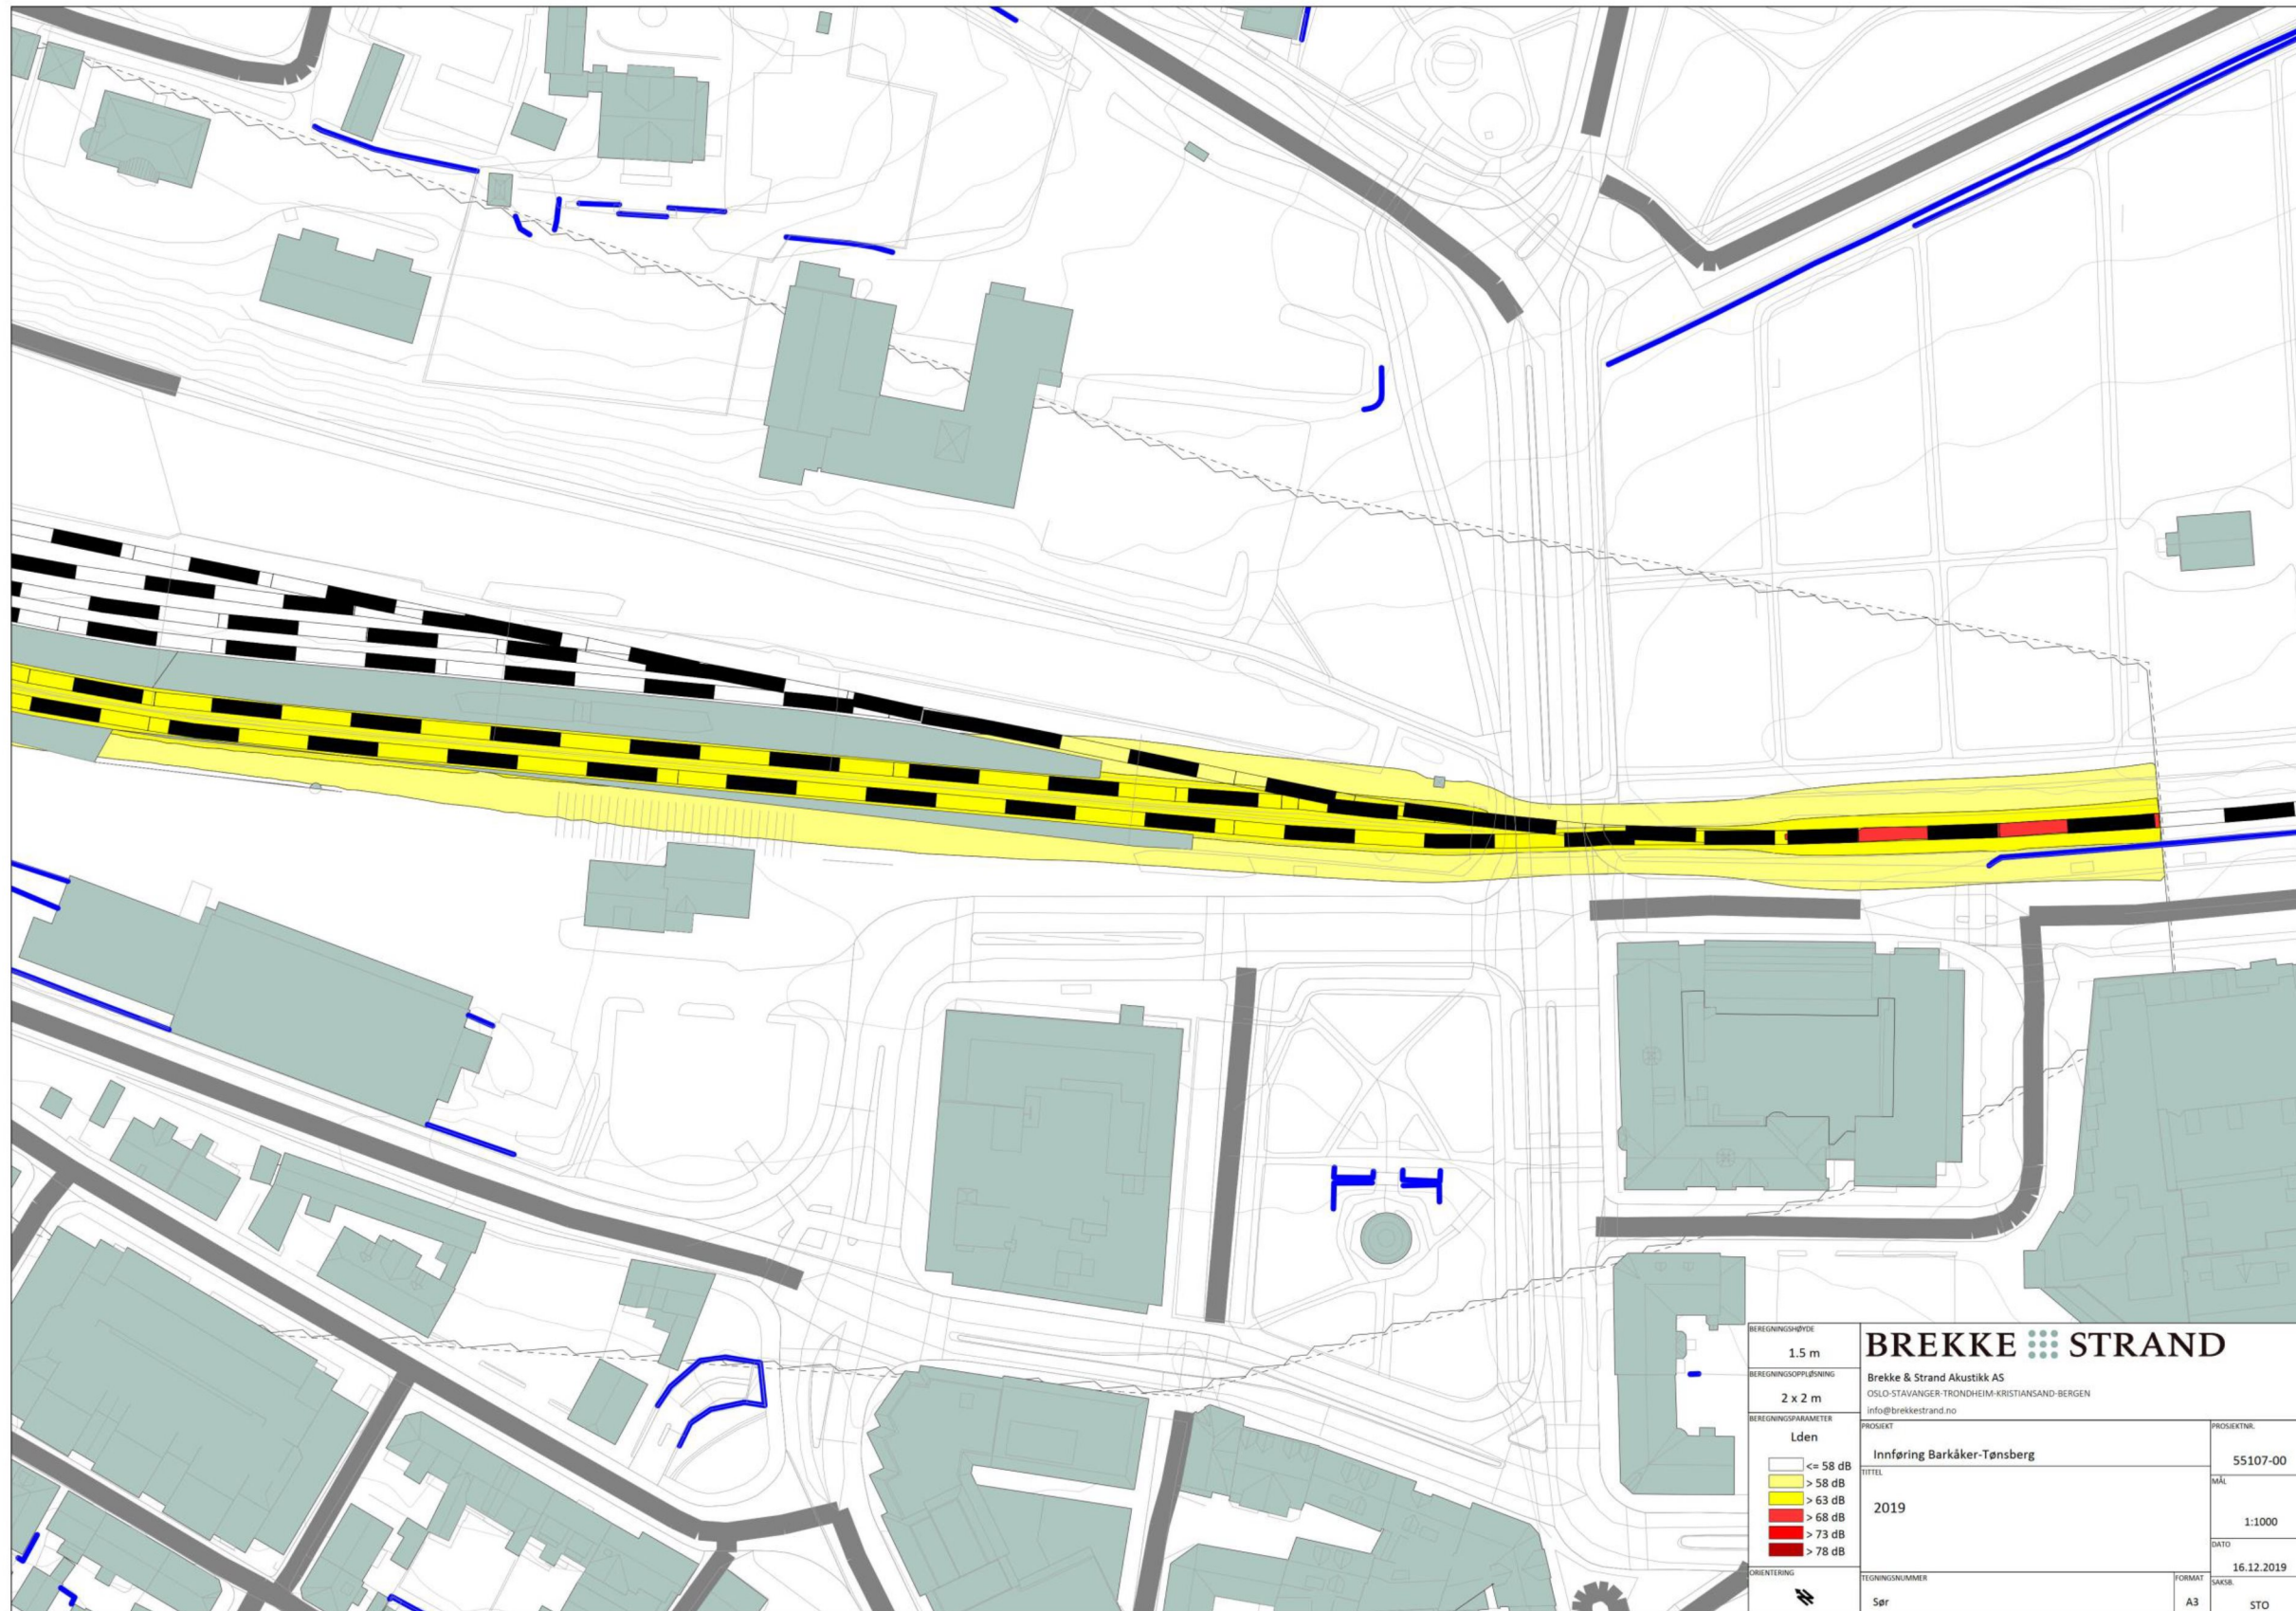 BEREGNINGSHØYDE
1.5 m
BEREGNINGSOPPLØSNING
2 x 2 m
BEREGNINGSPARAMETER
Lden
<= 58 dB
> 58 dB
> 63 dB
> 68 dB
> 73 dB
> 78 dB
ORIENTERING
BREKKE STRAND
Brekke & Strand Akustikk AS
OSLO-STAVANGER-TRONDHEIM-KRISTIANSAND-BERGEN
info@brekkestrand.no
PROSJEKT
Innføring Barkåker-Tønsberg
PROSJEKTNR.
55107-00
TITTEL
2019
MÅL
1:1000
DATO
16.12.2019
TEGNINGSNUMMER
Sør
FORMAT
A3
SAKSB.
STO